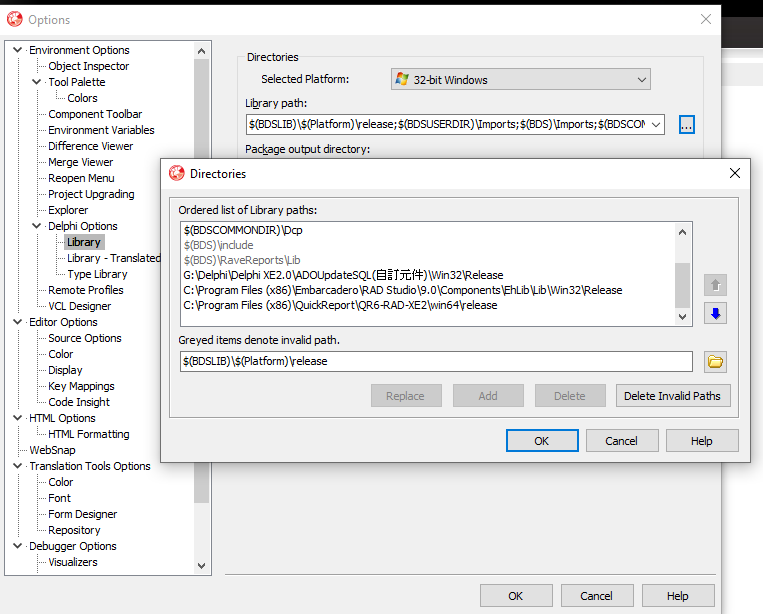 Options
Environment Options
Object Inspector
Tool Palette
Colors
Component Toolbar
Environment Variables
Difference Viewer
Merge Viewer
Reopen Menu
Project Upgrading
Explorer
Delphi Options
Library
Library - Translated
Type Library
Remote Profiles
VCL Designer
Editor Options
Source Options
Color
Display
Key Mappings
Code Insight
HTML Options
HTML Formatting
WebSnap
Translation Tools Options
Color
Font
Form Designer
Repository
Debugger Options
Visualizers
Directories
Selected Platform:
32-bit Windows
Library path:
$(BDSLIB)\$(Platform)\release;$(BDSUSERDIR)\Imports;$(BDS)\Imports;$(BDSCON
...
Package output directory:
Directories
Ordered list of Library paths:
$(BDSCOMMONDIR)\Dcp
$(BDS)\include
$(BDS)\RaveReports\Lib
G:\Delphi\Delphi XE2.0\ADOUpdateSQL(自訂元件)\Win32\Release
C:\Program Files (x86)\Embarcadero\RAD Studio\9.0\Components\EhLib\Lib\Win32\Release
C:\Program Files (x86)\QuickReport\QR6-RAD-XE2\win64\release
Greyed items denote invalid path.
$(BDSLIB)\$(Platform)\release
Replace
Add
Delete
Delete Invalid Paths
OK
Cancel
Help
OK
Cancel
Help